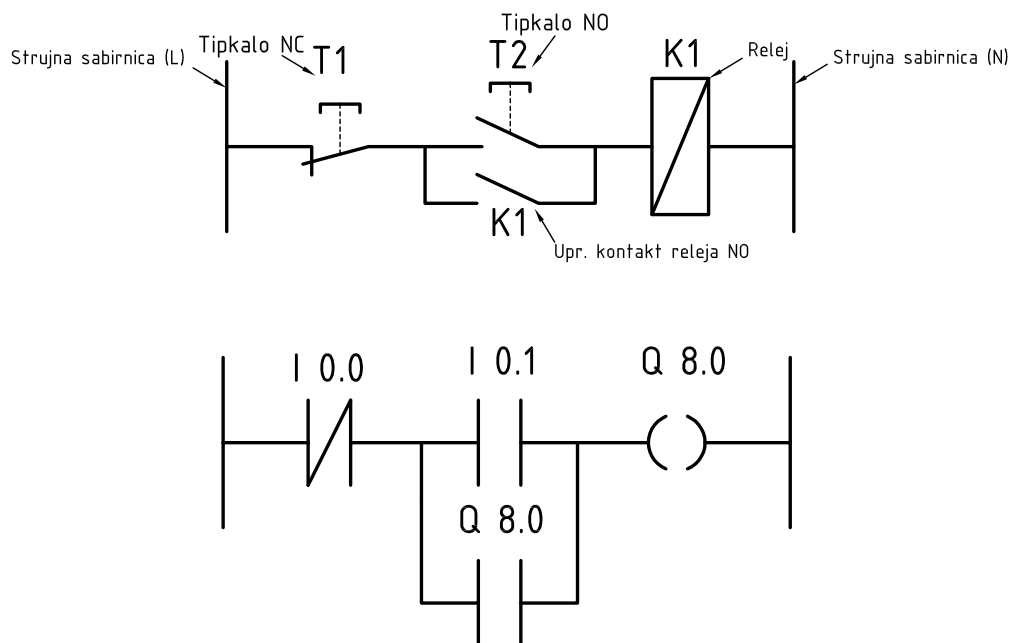 Tipkalo NO
Strujna sabirnica (L)
Tipkalo NC
T1
T2
K1
Relej
Strujna sabirnica (N)
K1
Upr. kontakt releja NO
I 0.0
I 0.1
Q 8.0
Q 8.0